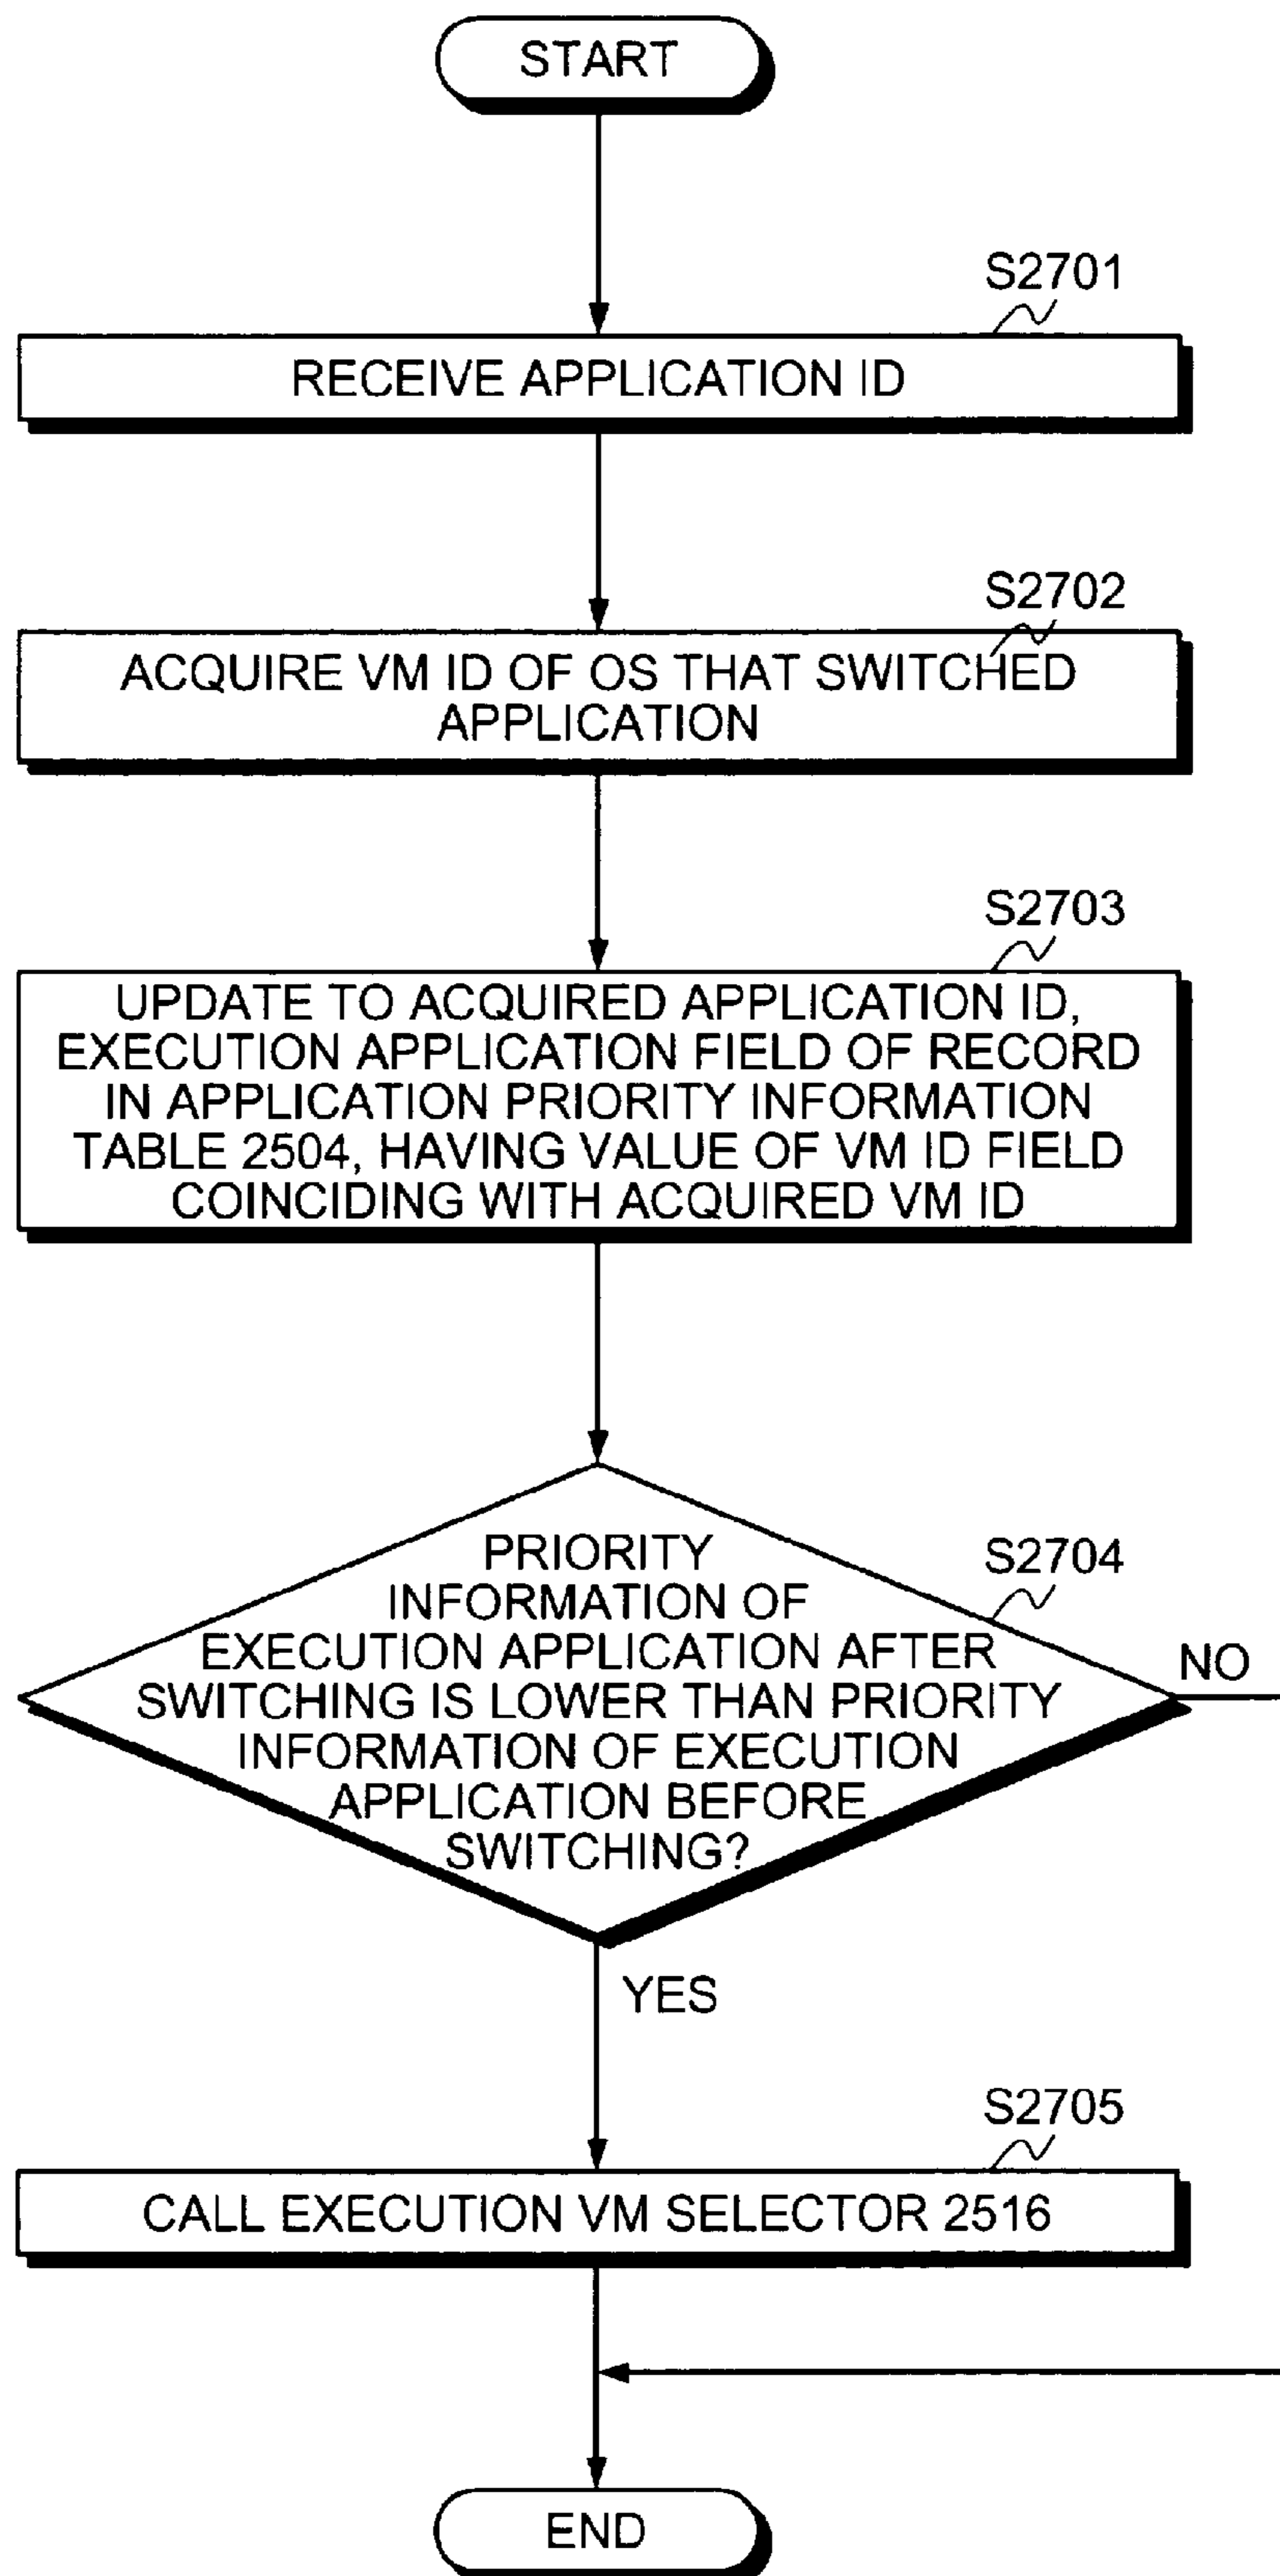 START
S2701
RECEIVE APPLICATION ID
S2702
ACQUIRE VM ID OF OS THAT SWITCHED
APPLICATION
S2703
UPDATE TO ACQUIRED APPLICATION ID,
EXECUTION APPLICATION FIELD OF RECORD
IN APPLICATION PRIORITY INFORMATION
TABLE 2504, HAVING VALUE OF VM ID FIELD
COINCIDING WITH ACQUIRED VM ID
S2704
PRIORITY
INFORMATION OF
EXECUTION APPLICATION AFTER
SWITCHING IS LOWER THAN PRIORITY
INFORMATION OF EXECUTION
APPLICATION BEFORE
SWITCHING?
NO
YES
S2705
CALL EXECUTION VM SELECTOR 2516
END